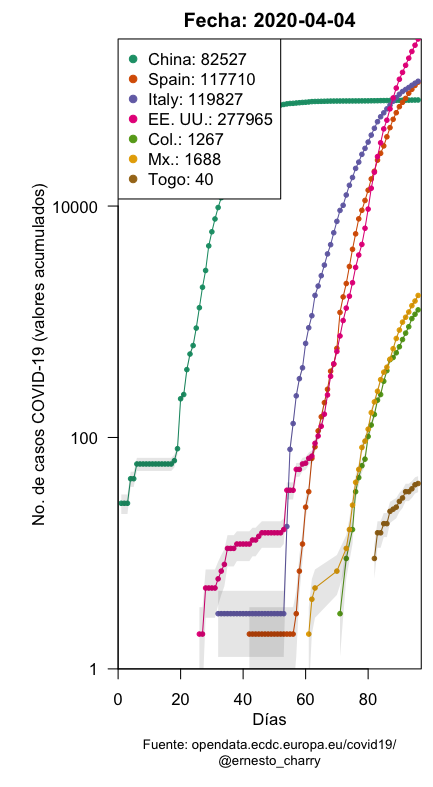 Fecha: 2020-04-04
China: 82527
Spain: 117710
Italy: 119827
EE. UU.: 277965
Col.: 1267
Mx.: 1688
Togo: 40
No. de casos COVID-19 (valores acumulados)
10000
100
1
0 20 40 60 80
Días
Fuente: opendata.ecdc.europa.eu/covid19/
@ernesto_charry